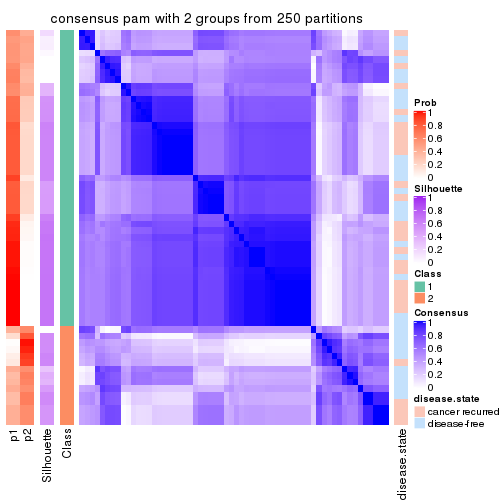 consensus pam with 2 groups from 250 partitions
Prob
1
0.8
0.6
0.4
0.2
0
Silhouette
1
0.8
0.6
0.4
0.2
0
Class
1
2
Consensus
1
0.8
0.6
0.4
0.2
0
disease.state
cancer recurred
disease-free
p1
p2
Silhouette
Class
disease.state